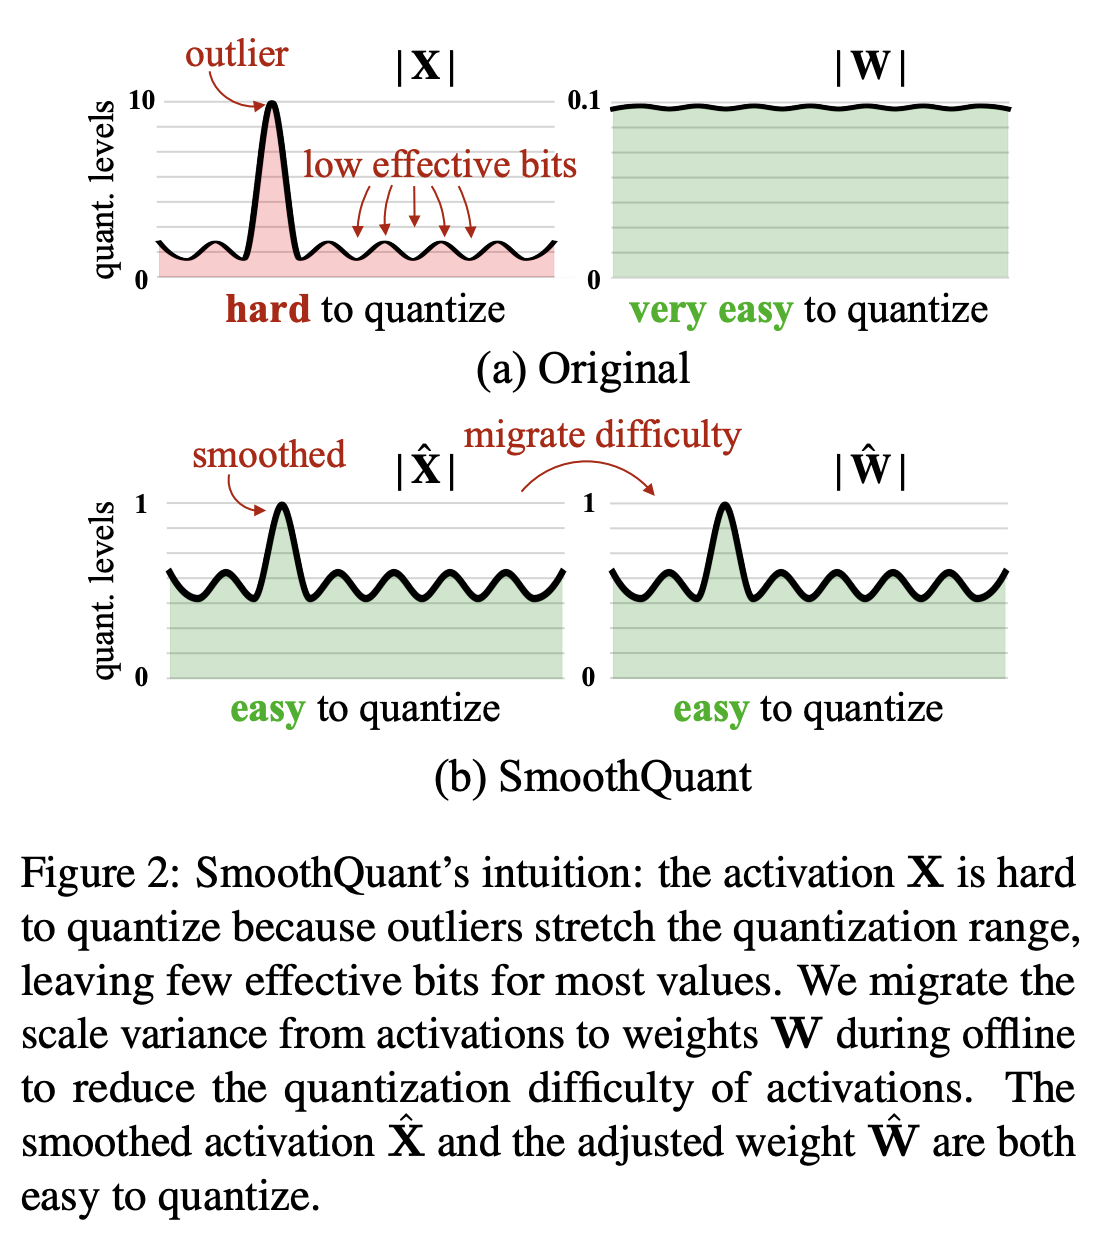 outlier
|X|
|W|
10
0.1
quant. levels
low effective bits
0
0
hard to quantize
very easy to quantize
(a) Original
migrate difficulty
smoothed
|X̂|
|Ŵ|
1
1
quant. levels
0
0
easy to quantize
easy to quantize
(b) SmoothQuant
Figure 2: SmoothQuant’s intuition: the activation X is hard
to quantize because outliers stretch the quantization range,
leaving few effective bits for most values. We migrate the
scale variance from activations to weights W during offline
to reduce the quantization difficulty of activations. The
smoothed activation X̂ and the adjusted weight Ŵ are both
easy to quantize.